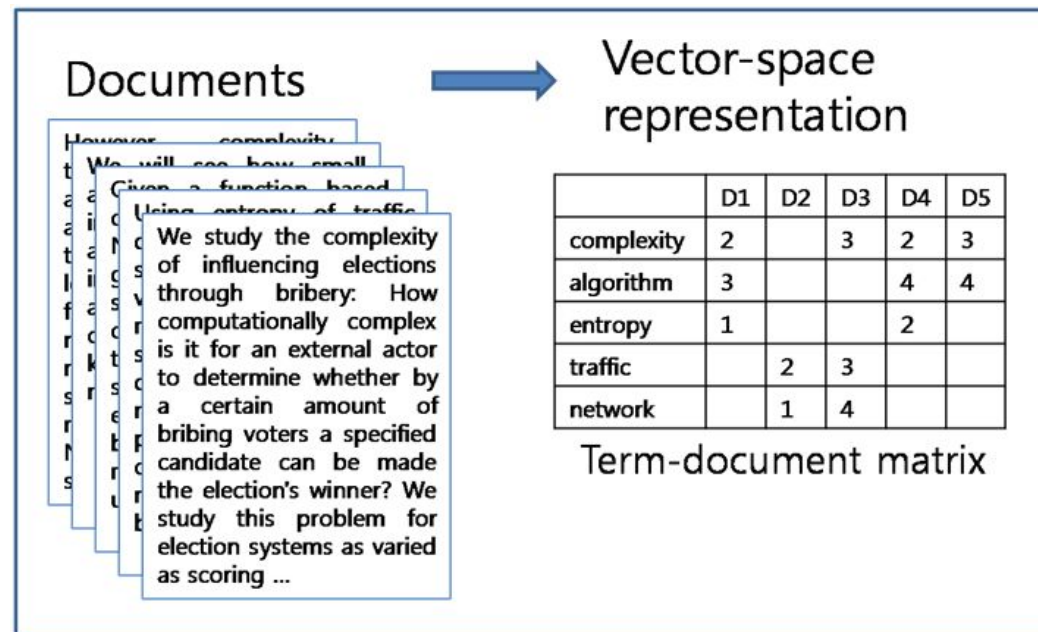 Documents
Vector-space
representation
However, complexity
We will see how small
Given a function based
Using entropy of traffic
We study the complexity
of influencing elections
through bribery: How
computationally complex
is it for an external actor
to determine whether by
a certain amount of
bribing voters a specified
candidate can be made
the election's winner? We
study this problem for
election systems as varied
as scoring ...
D1 D2 D3 D4 D5
complexity 2 3 2 3
algorithm 3 4 4
entropy 1 2
traffic 2 3
network 1 4
Term-document matrix